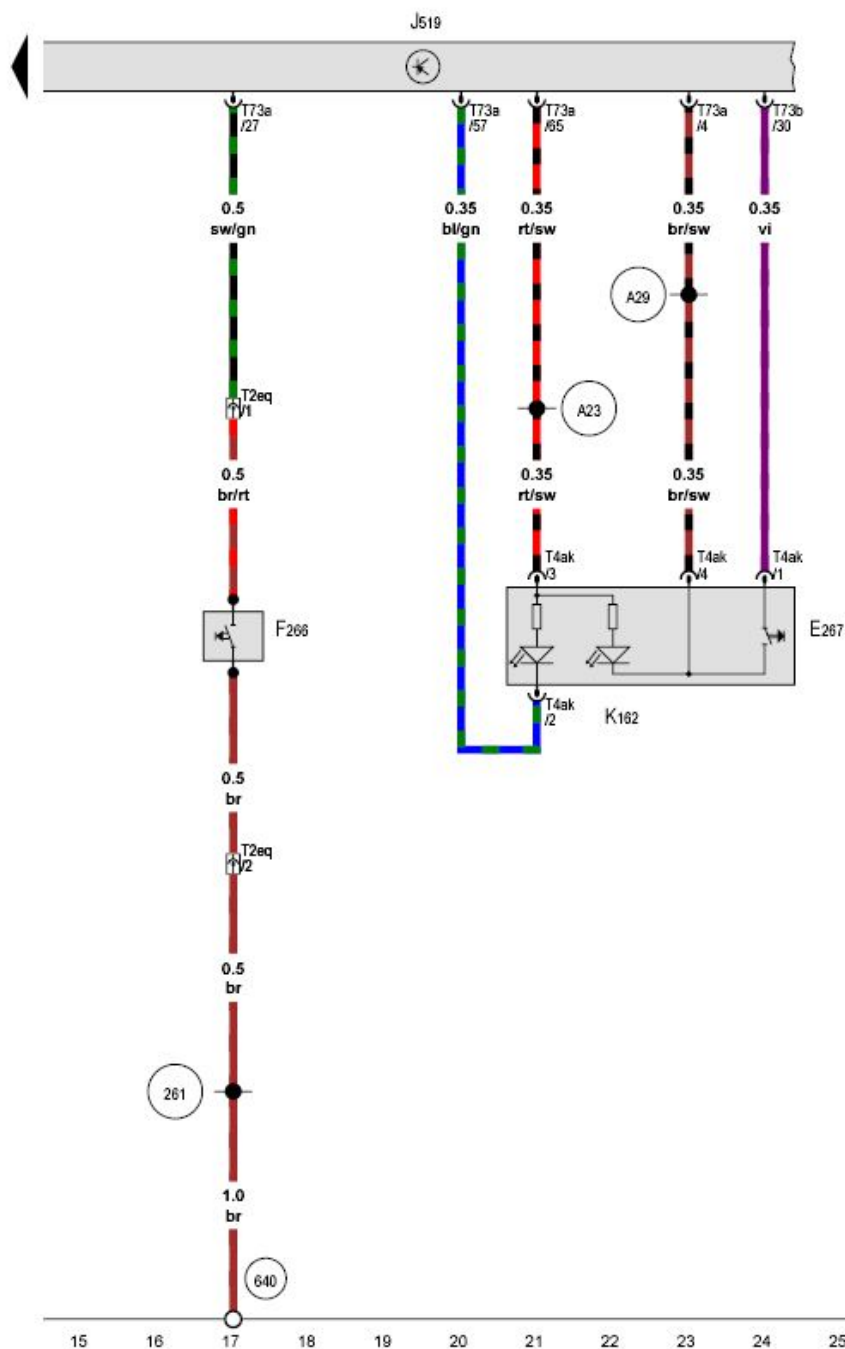 J519
T73a
/27
T73a
/57
T73a
/65
T73a
/4
T73b
/30
0.5
sw/gn
0.35
bl/gn
0.35
rt/sw
0.35
br/sw
0.35
vi
A29
T2eq
/1
A23
0.5
br/rt
0.35
rt/sw
0.35
br/sw
T4ak
/3
T4ak
/4
T4ak
/1
F266
E267
T4ak
/2
K162
0.5
br
T2eq
/2
0.5
br
261
1.0
br
640
15 16 17 18 19 20 21 22 23 24 25